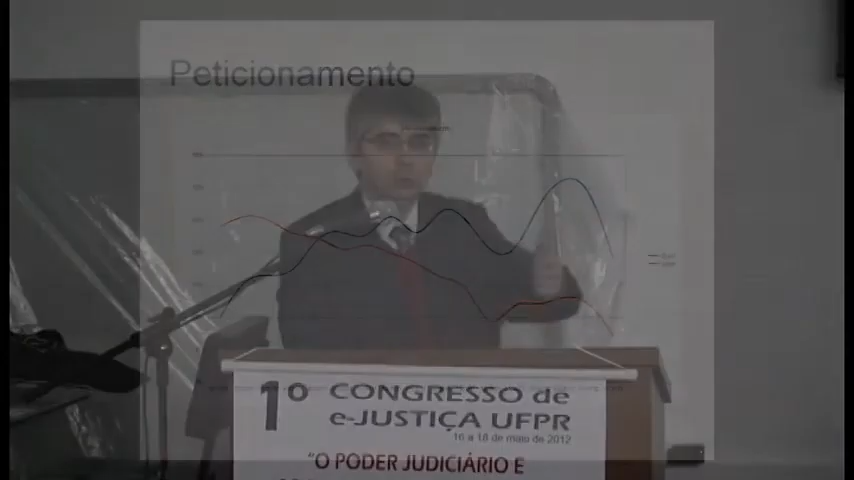 Peticionamento
1º CONGRESSO de
e-JUSTIÇA UFPR
16 a 18 de maio de 2012
"O PODER JUDICIÁRIO E